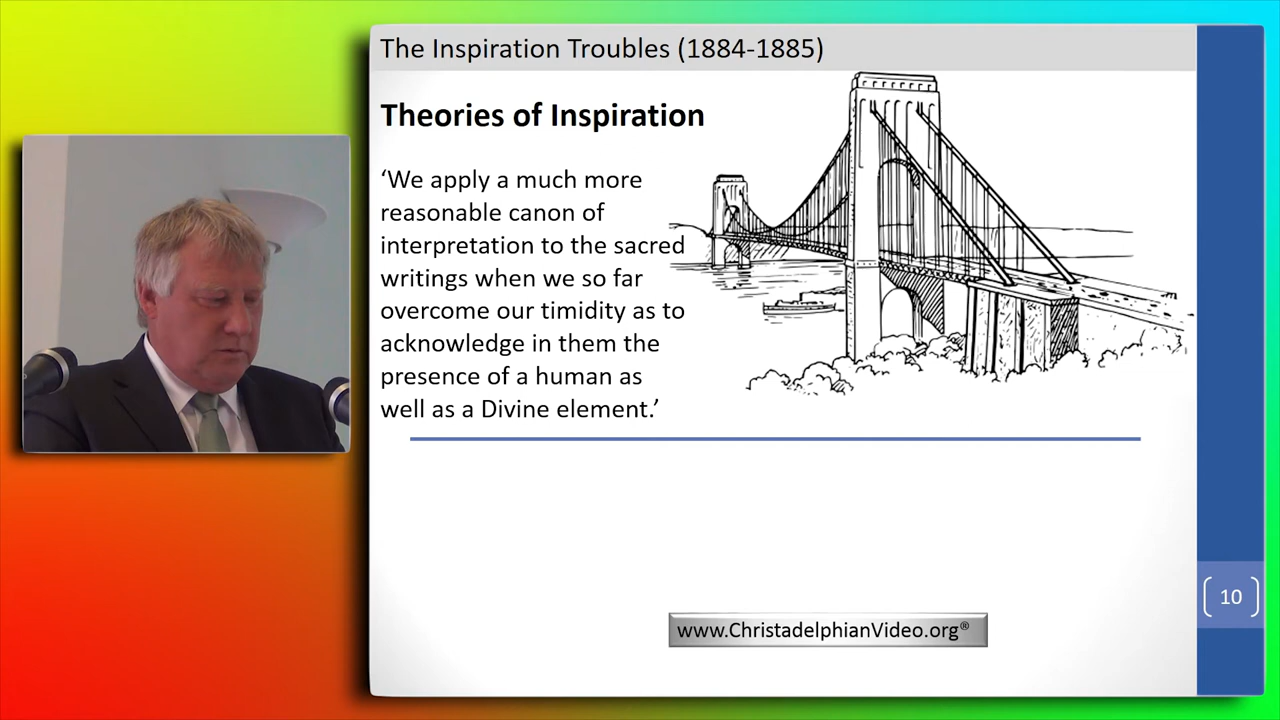 The Inspiration Troubles (1884-1885)
Theories of Inspiration
‘We apply a much more
reasonable canon of
interpretation to the sacred
writings when we so far
overcome our timidity as to
acknowledge in them the
presence of a human as
well as a Divine element.’
10
www.ChristadelphianVideo.org®